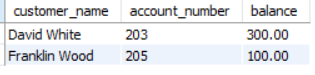 customer_name account_number balance
David White 203 300.00
Franklin Wood 205 100.00